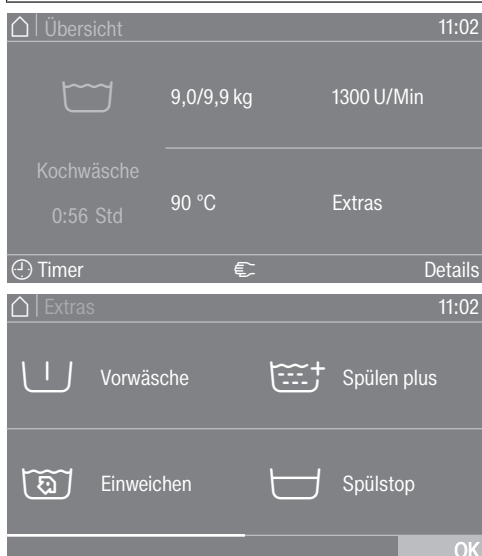 Übersicht 11:02
9,0/9,9 kg 1300 U/Min
Kochwäsche
0:56 Std
90 °C Extras
Timer Details
Extras 11:02
Vorwäsche Spülen plus
Einweichen Spülstop
OK